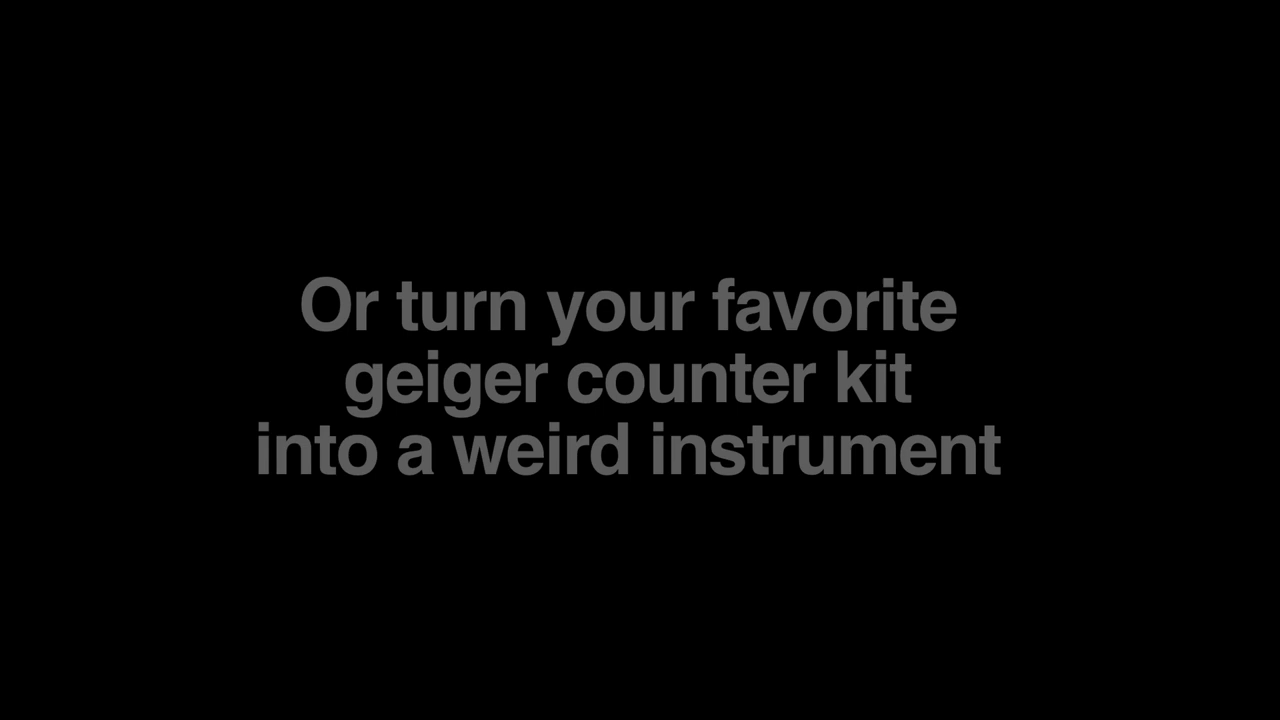 Or turn your favorite
geiger counter kit
into a weird instrument